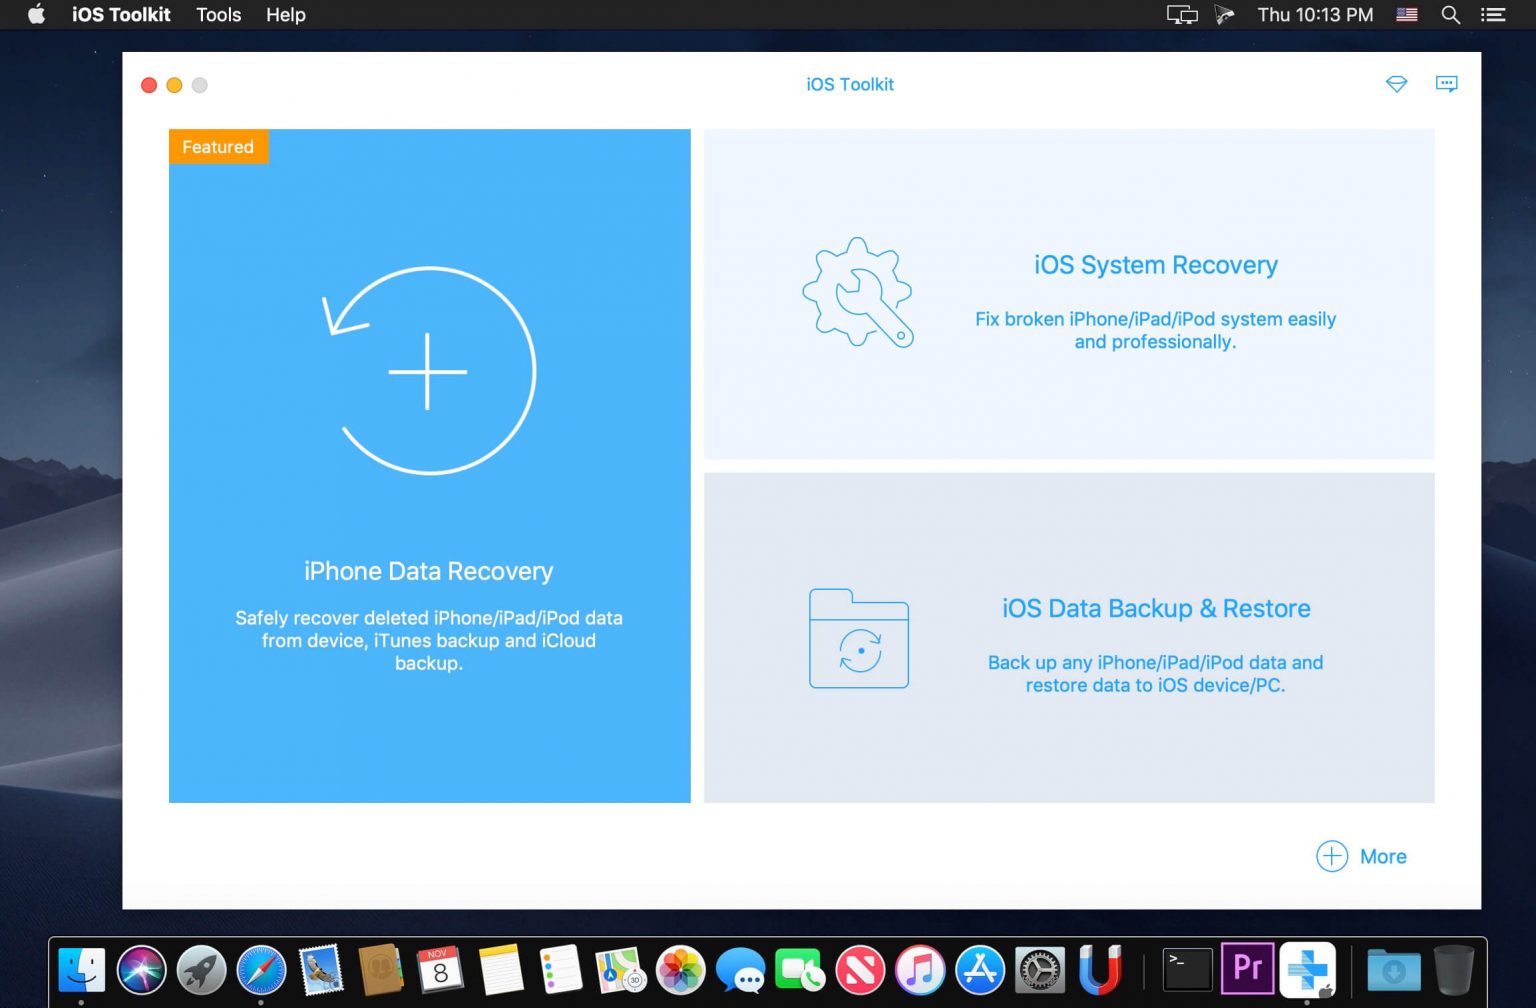 iOS Toolkit Tools Help Thu 10:13 PM
iOS Toolkit
Featured
iPhone Data Recovery
Safely recover deleted iPhone/iPad/iPod data
from device, iTunes backup and iCloud
backup.
iOS System Recovery
Fix broken iPhone/iPad/iPod system easily
and professionally.
iOS Data Backup & Restore
Back up any iPhone/iPad/iPod data and
restore data to iOS device/PC.
More
NOV
8
3D
>_
Pr